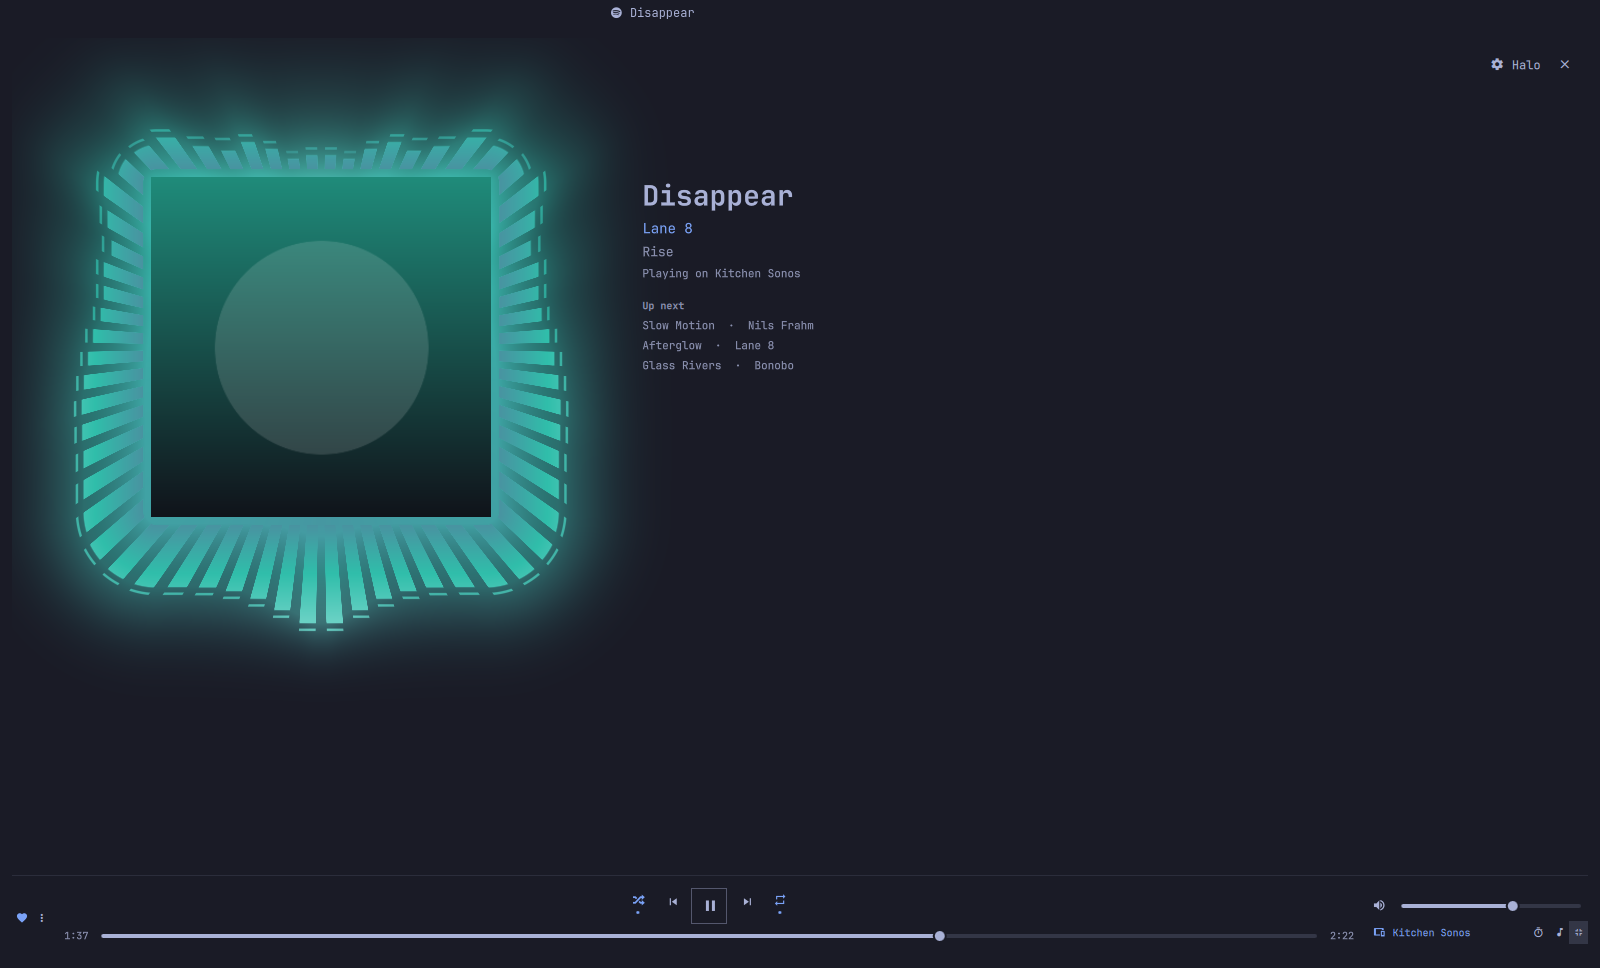 Disappear
Halo
Disappear
Lane 8
Rise
Playing on Kitchen Sonos
Up next
Slow Motion · Nils Frahm
Afterglow · Lane 8
Glass Rivers · Bonobo
1:37
2:22
Kitchen Sonos